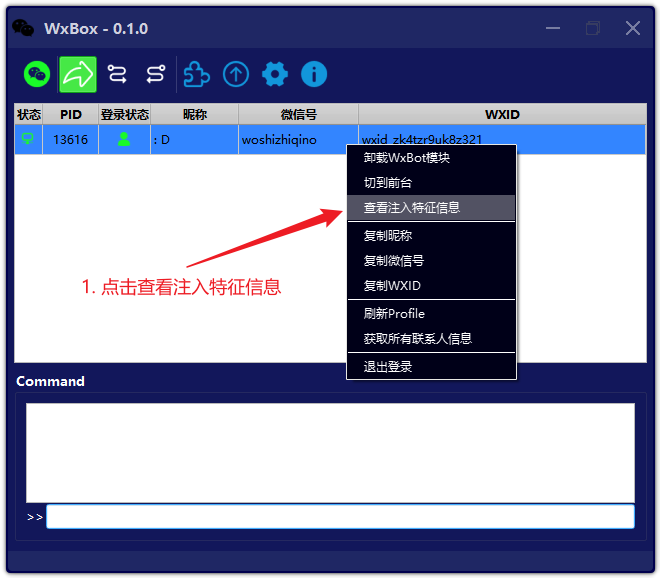 WxBox - 0.1.0
状态 PID 登录状态 昵称 微信号 WXID
13616 : D woshizhiqino wxid_zk4tzr9uk8z321
卸载WxBot模块
切到前台
查看注入特征信息
复制昵称
复制微信号
复制WXID
刷新Profile
获取所有联系人信息
退出登录
1. 点击查看注入特征信息
Command
>>